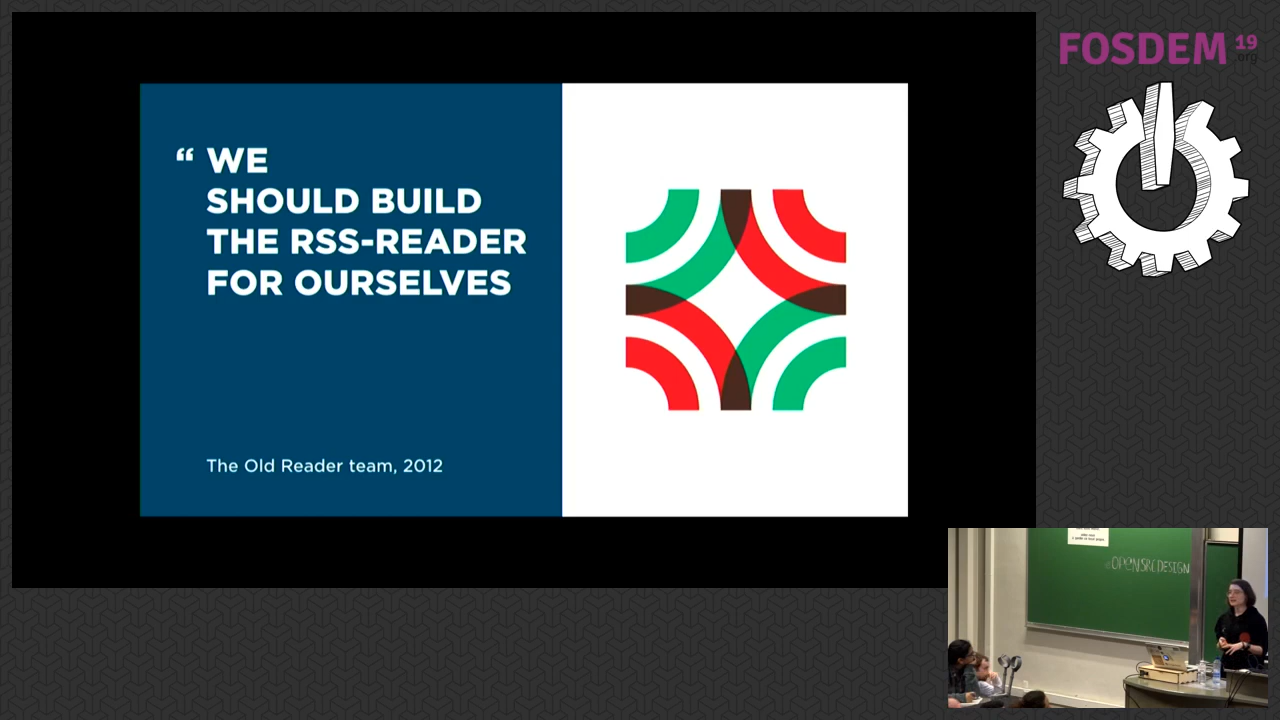 “ WE
SHOULD BUILD
THE RSS-READER
FOR OURSELVES
The Old Reader team, 2012
FOSDEM 19
.org
@OPENSRCDESIGN